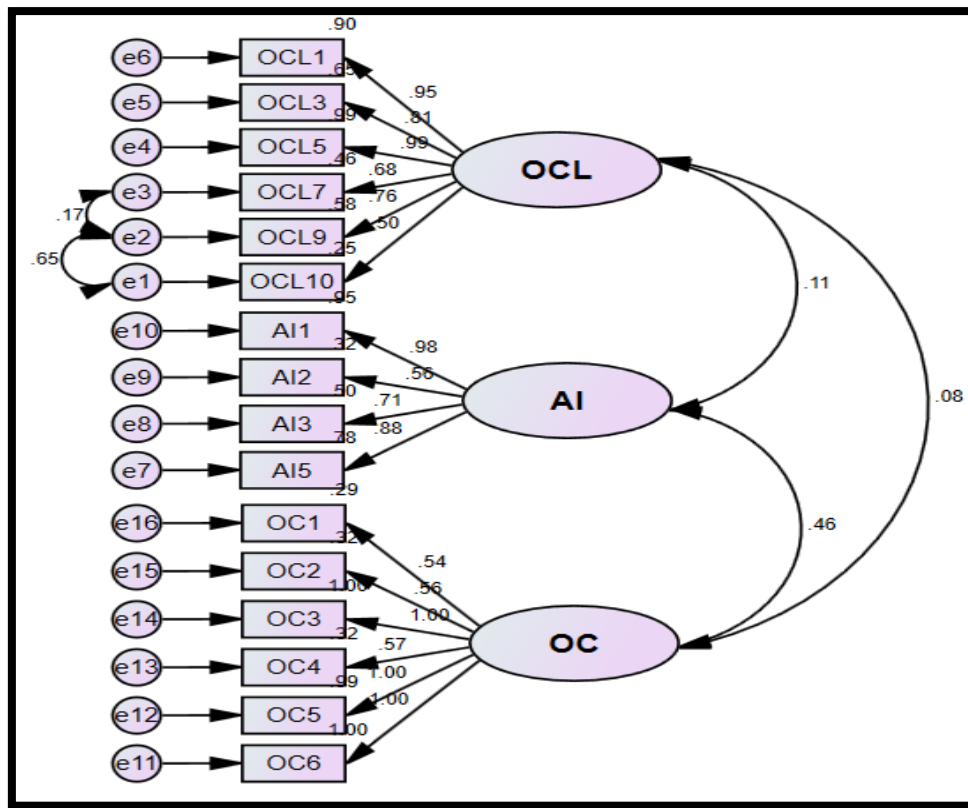 .90
e6 OCL1
.65
.95
e5 OCL3
.81
.99
.99
e4 OCL5
.46
OCL
.68
e3 OCL7
.76
.58
.17
.50
e2 OCL9
.25
.65
e1 OCL10
.11
.95
e10 AI1
.32
.98
e9 AI2
.56
.50
AI
.08
.71
e8 AI3
.88
.78
e7 AI5
.29
e16 OC1
.46
.32
.54
e15 OC2
.56
1.00
1.00
e14 OC3
.32
OC
.57
e13 OC4
1.00
.99
1.00
e12 OC5
1.00
e11 OC6